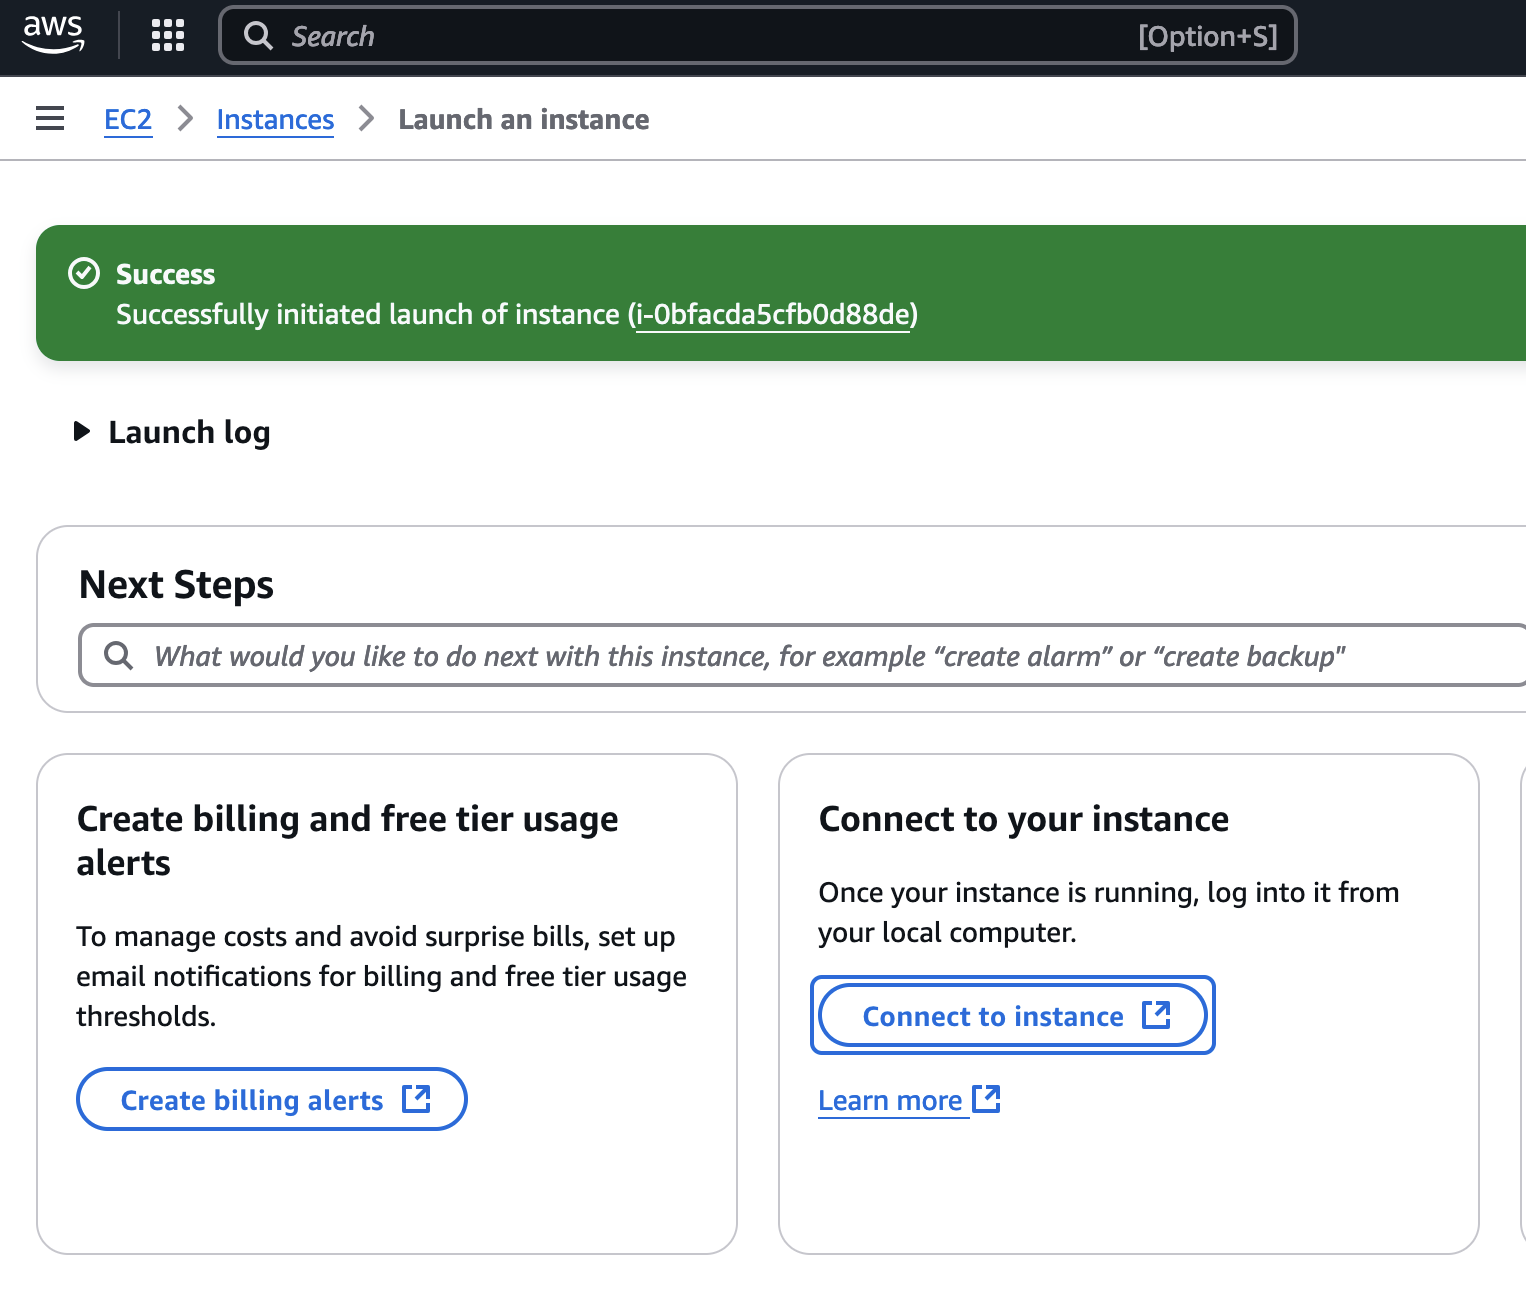 aws
Search
[Option+S]
EC2
Instances
Launch an instance
Success
Successfully initiated launch of instance (i-0bfacda5cfb0d88de)
Launch log
Next Steps
What would you like to do next with this instance, for example “create alarm” or “create backup"
Create billing and free tier usage
alerts
To manage costs and avoid surprise bills, set up
email notifications for billing and free tier usage
thresholds.
Create billing alerts
Connect to your instance
Once your instance is running, log into it from
your local computer.
Connect to instance
Learn more